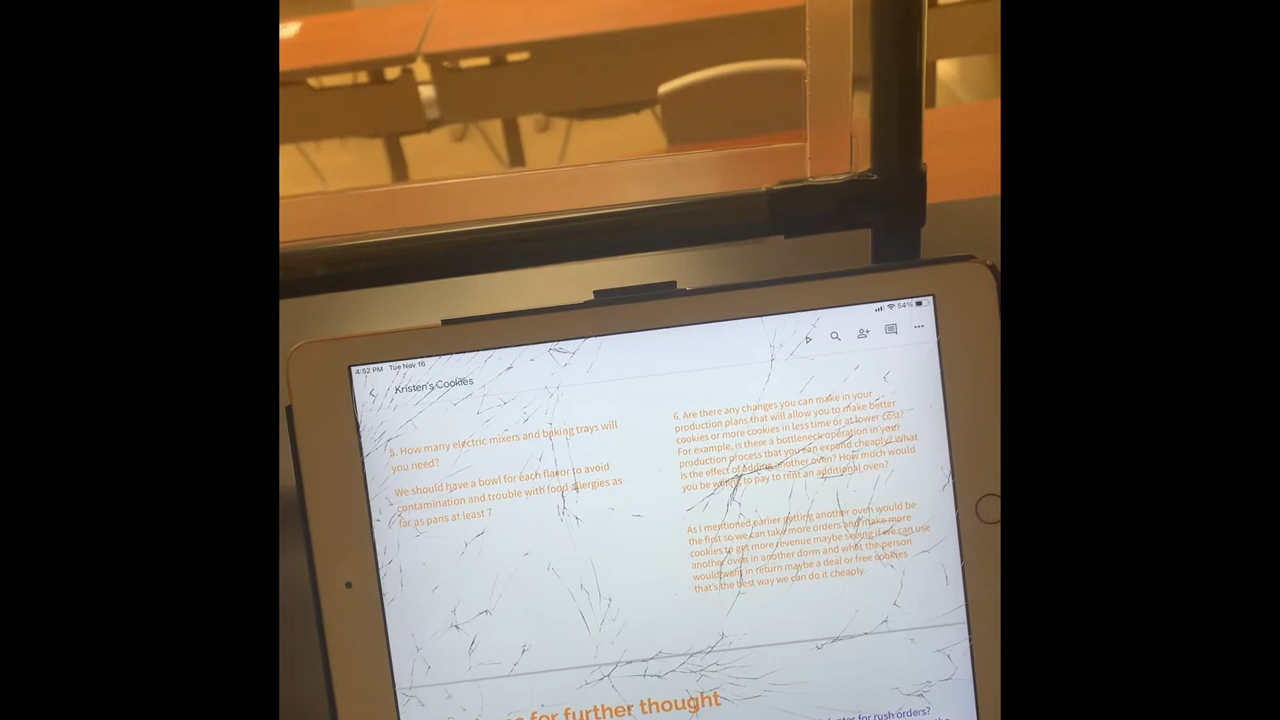 4:52 PM Tue Nov 16
54%
Kristen's Cookies
5. How many electric mixers and baking trays will
you need?
We should have a bowl for each flavor to avoid
contamination and trouble with food allergies as
far as pans at least 7
6. Are there any changes you can make in your
production plans that will allow you to make better
cookies or more cookies in less time or at lower cost?
For example, is there a bottleneck operation in your
production process that you can expand cheaply? What
is the effect of adding another oven? How much would
you be willing to pay to rent an additional oven?
As I mentioned earlier getting another oven would be
the first so we can take more orders and make more
cookies to get more revenue maybe seeing if we can use
another oven in another dorm and what the person
would want in return maybe a deal or free cookies
that's the best way we can do it cheaply.
for further thought
for rush orders?